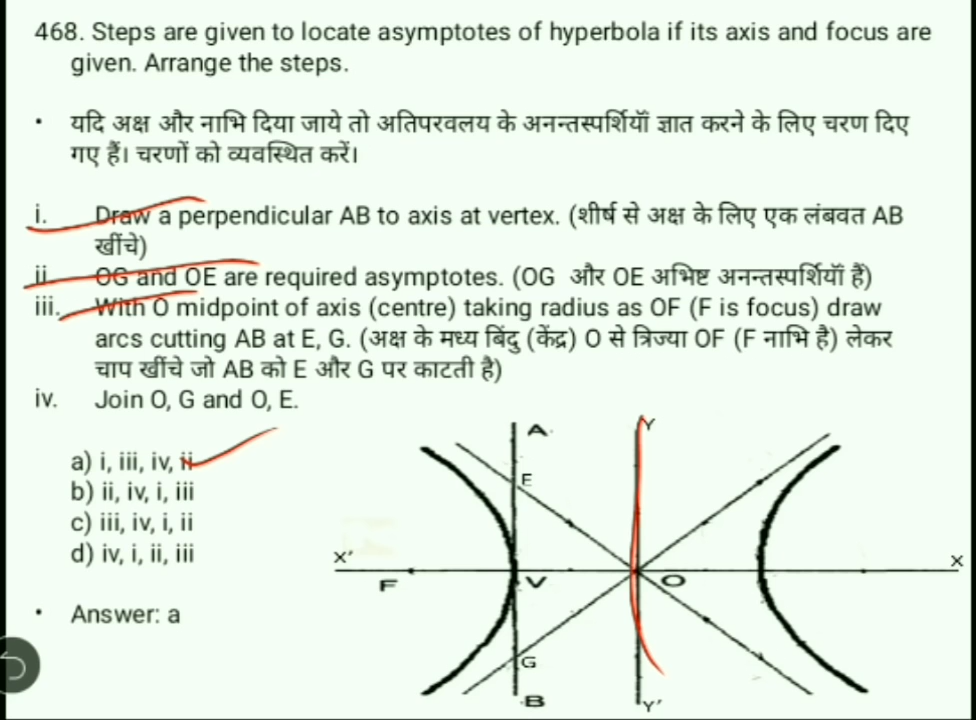 468. Steps are given to locate asymptotes of hyperbola if its axis and focus are
given. Arrange the steps.
• यदि अक्ष और नाभि दिया जाये तो अतिपरवलय के अनन्तस्पर्शियाँ ज्ञात करने के लिए चरण दिए
गए हैं। चरणों को व्यवस्थित करें।
i. Draw a perpendicular AB to axis at vertex. (शीर्ष से अक्ष के लिए एक लंबवत AB
खींचे)
ii. OG and OE are required asymptotes. (OG और OE अभिष्ट अनन्तस्पर्शियाँ हैं)
iii. With O midpoint of axis (centre) taking radius as OF (F is focus) draw
arcs cutting AB at E, G. (अक्ष के मध्य बिंदु (केंद्र) O से त्रिज्या OF (F नाभि है) लेकर
चाप खींचे जो AB को E और G पर काटती है)
iv. Join O, G and O, E.
a) i, iii, iv, ii
b) ii, iv, i, iii
c) iii, iv, i, ii
d) iv, i, ii, iii
• Answer: a
A
Y
E
X'
X
F
V
O
G
B
Y'